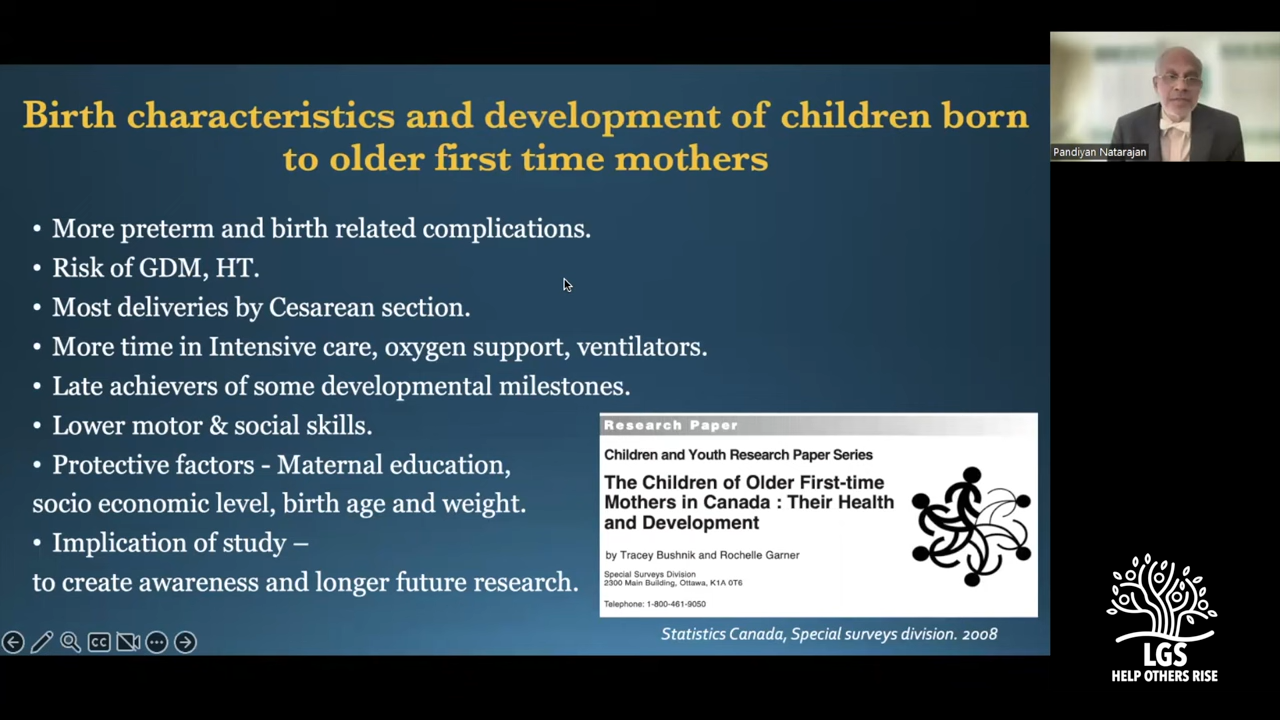 Birth characteristics and development of children born
to older first time mothers
• More preterm and birth related complications.
• Risk of GDM, HT.
• Most deliveries by Cesarean section.
• More time in Intensive care, oxygen support, ventilators.
• Late achievers of some developmental milestones.
• Lower motor & social skills.
• Protective factors - Maternal education,
socio economic level, birth age and weight.
• Implication of study –
to create awareness and longer future research.
Research Paper
Children and Youth Research Paper Series
The Children of Older First-time
Mothers in Canada : Their Health
and Development
by Tracey Bushnik and Rochelle Garner
Special Surveys Division
2300 Main Building, Ottawa, K1A 0T6
Telephone: 1-800-461-9050
Statistics Canada, Special surveys division. 2008
CC
Pandiyan Natarajan
LGS
HELP OTHERS RISE